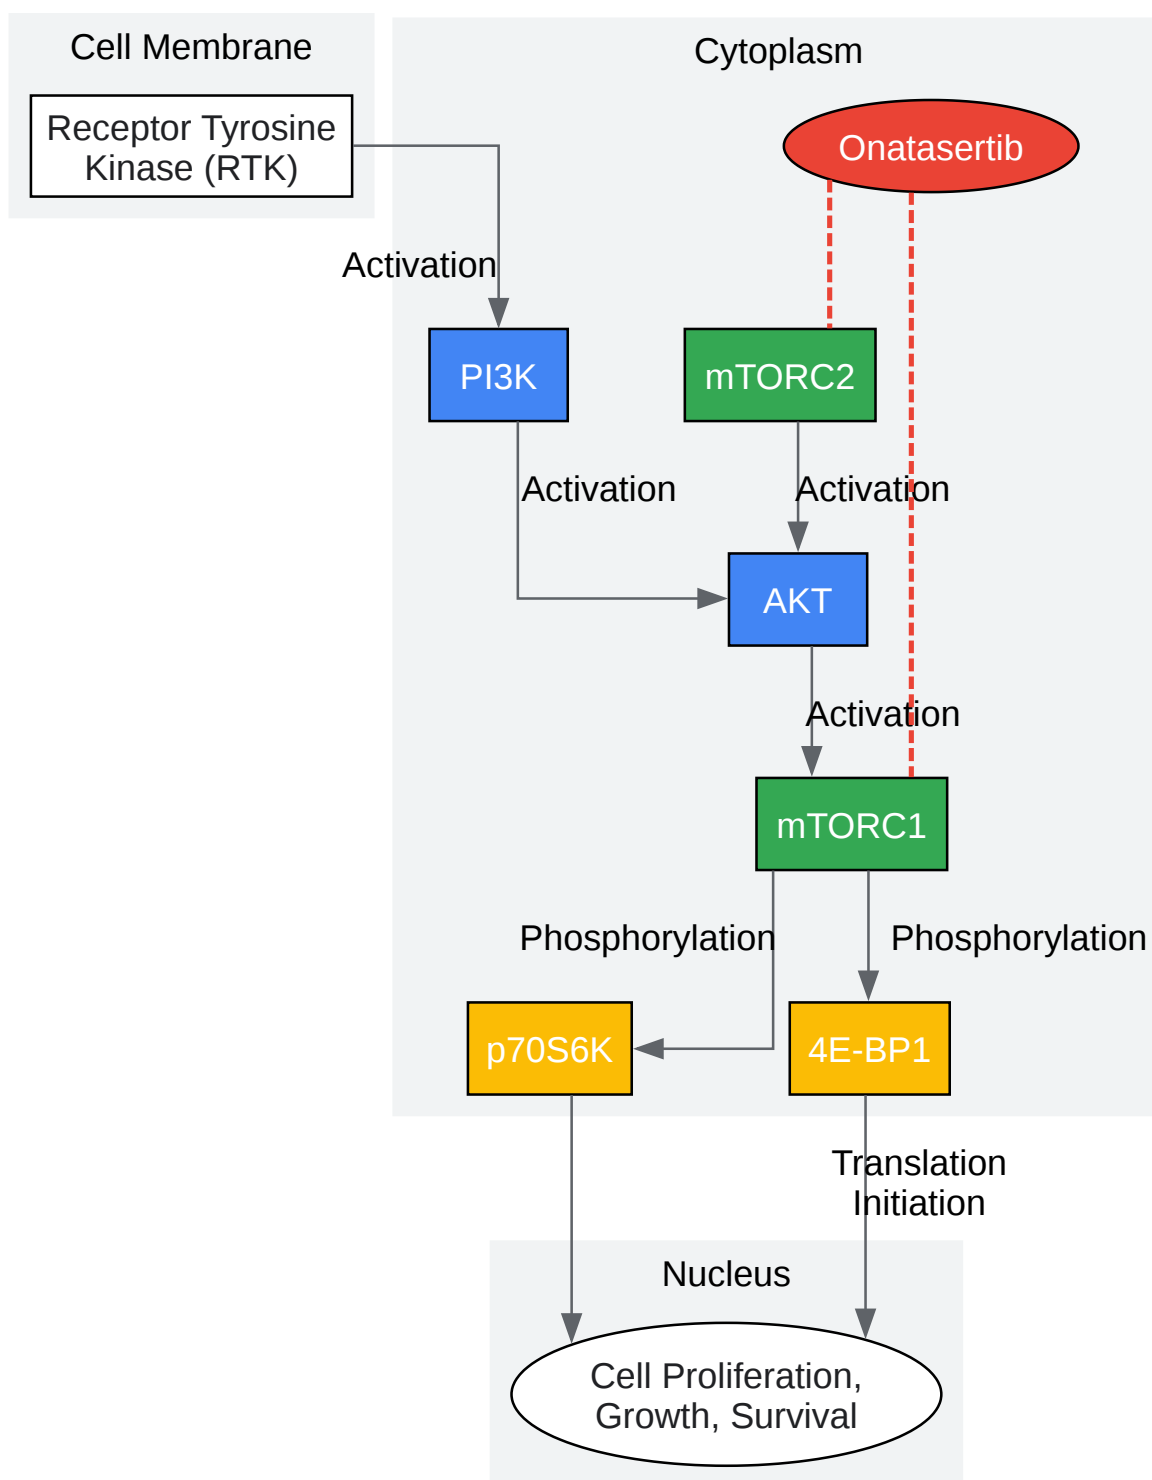 Cell Membrane
Cytoplasm
Receptor Tyrosine
Kinase (RTK)
Onatasertib
Activation
PI3K
mTORC2
Activation
Activation
AKT
Activation
mTORC1
Phosphorylation
Phosphorylation
p70S6K
4E-BP1
Translation
Initiation
Nucleus
Cell Proliferation,
Growth, Survival